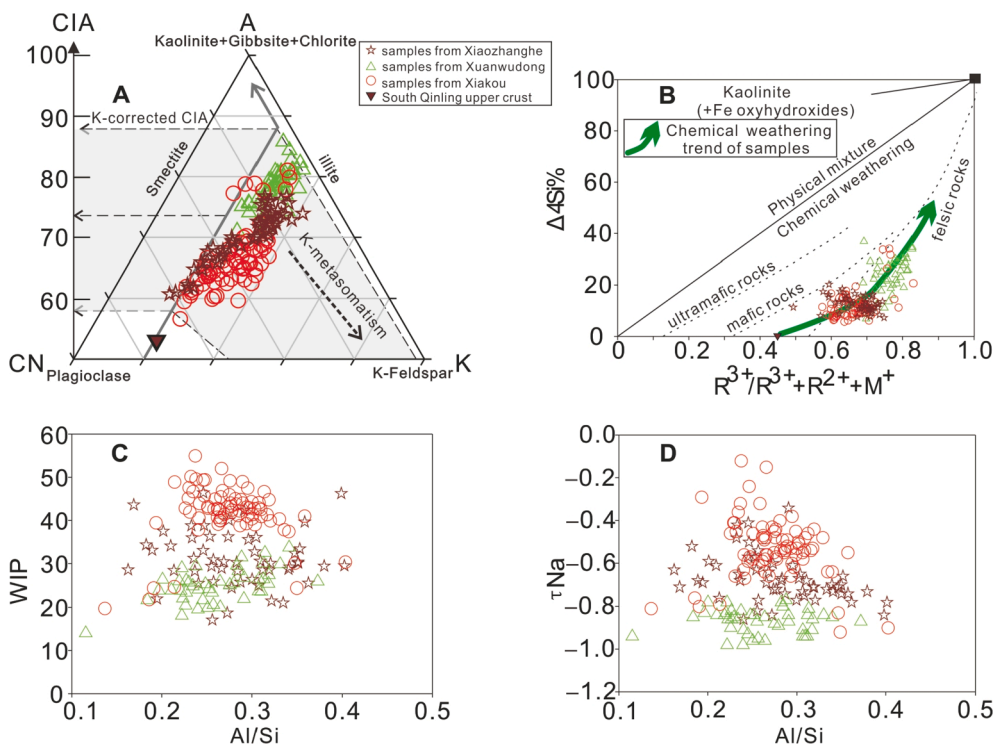 CIA
A
Kaolinite+Gibbsite+Chlorite
100
90
80
70
60
A
K-corrected CIA
Smectite
illite
K-metasomatism
CN
Plagioclase
K-Feldspar
K
samples from Xiaozhanghe
samples from Xuanwudong
samples from Xiakou
South Qinling upper crust
100
80
60
40
20
0
Δ4Si%
B
Kaolinite
(+Fe oxyhydroxides)
Chemical weathering
trend of samples
Physical mixture
Chemical weathering
ultramafic rocks
mafic rocks
felsic rocks
0
0.2
0.4
0.6
0.8
1.0
R³⁺/R³⁺+R²⁺+M⁺
60
50
40
30
20
10
0
WIP
C
0.1
0.2
0.3
0.4
0.5
Al/Si
0.0
−0.2
−0.4
−0.6
−0.8
−1.0
−1.2
τNa
D
0.1
0.2
0.3
0.4
0.5
Al/Si